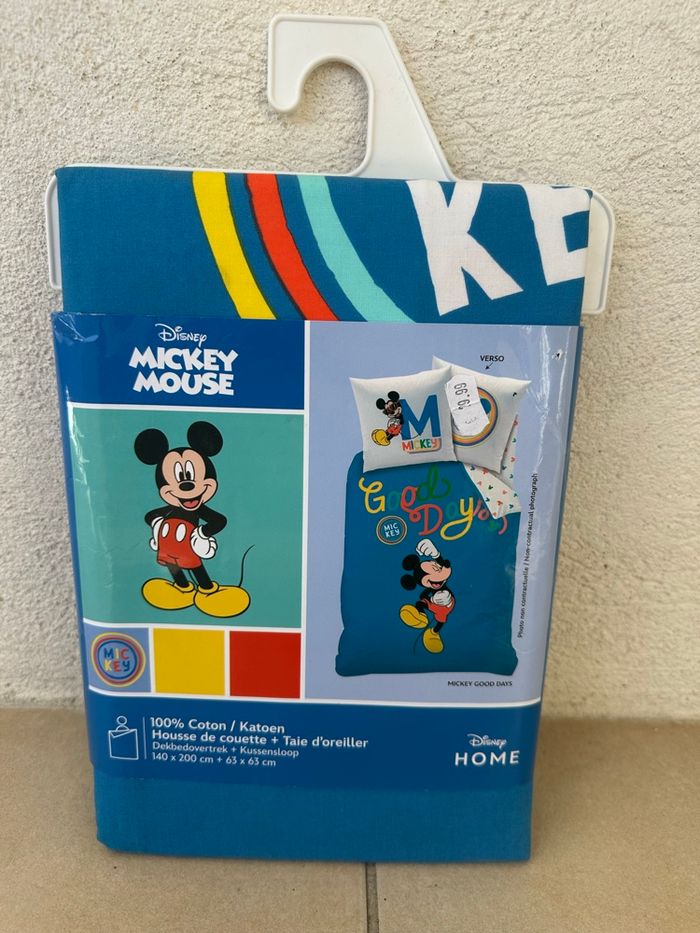 KE
Disney
MICKEY
MOUSE
VERSO
M
MICKEY!
Good
Days
MIC
KEY
Photo non contractuelle / Non-contractual photograph
MICKEY GOOD DAYS
MIC
KEY
100% Coton / Katoen
Housse de couette + Taie d'oreiller
Dekbedovertrek + Kussensloop
140 x 200 cm + 63 x 63 cm
Disney
HOME